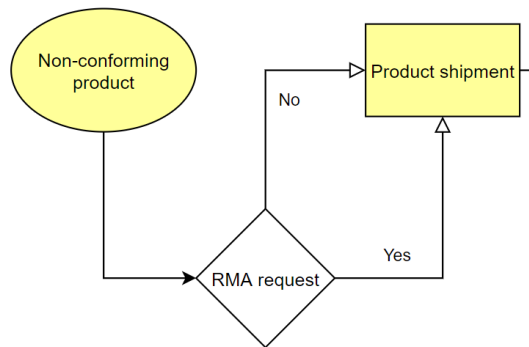 Non-conforming
product
Product shipment
No
Yes
RMA request